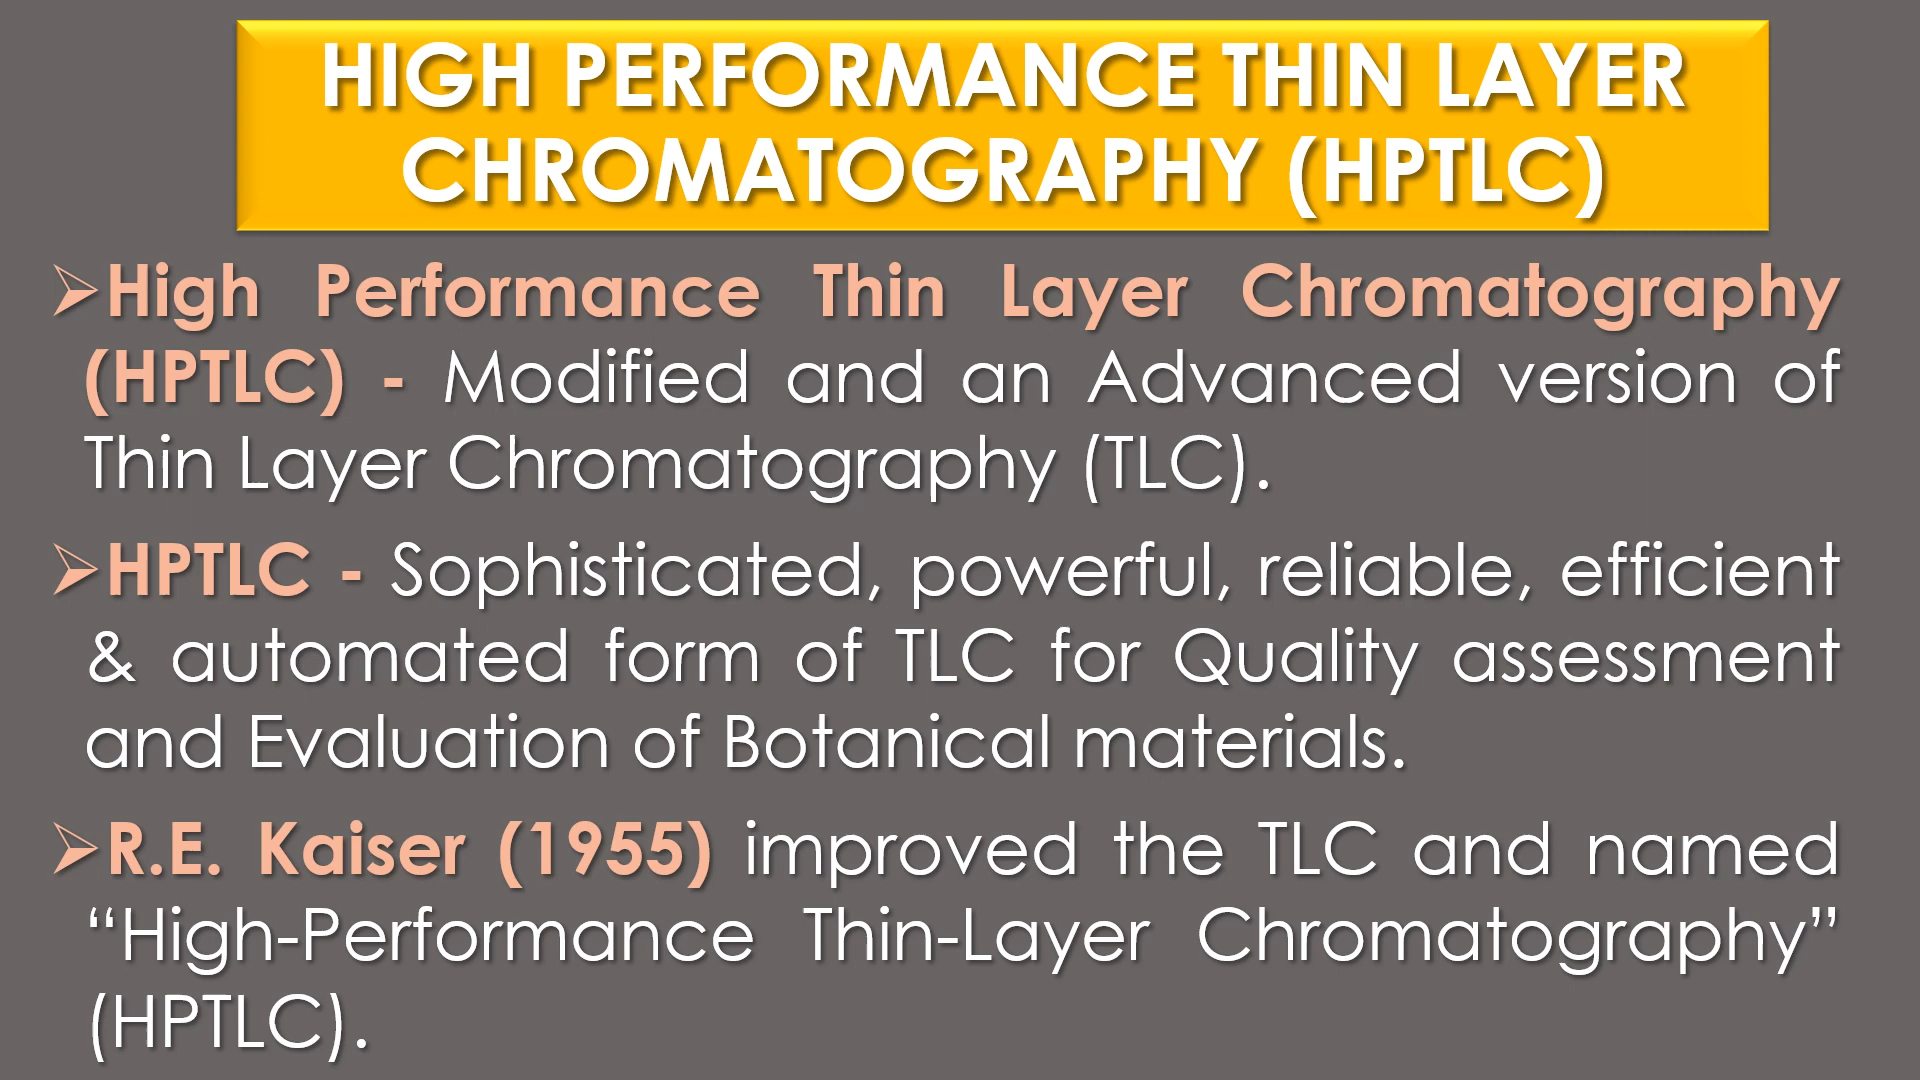 HIGH PERFORMANCE THIN LAYER
CHROMATOGRAPHY (HPTLC)
➢High Performance Thin Layer Chromatography
(HPTLC) - Modified and an Advanced version of
Thin Layer Chromatography (TLC).
➢HPTLC - Sophisticated, powerful, reliable, efficient
& automated form of TLC for Quality assessment
and Evaluation of Botanical materials.
➢R.E. Kaiser (1955) improved the TLC and named
“High-Performance Thin-Layer Chromatography”
(HPTLC).